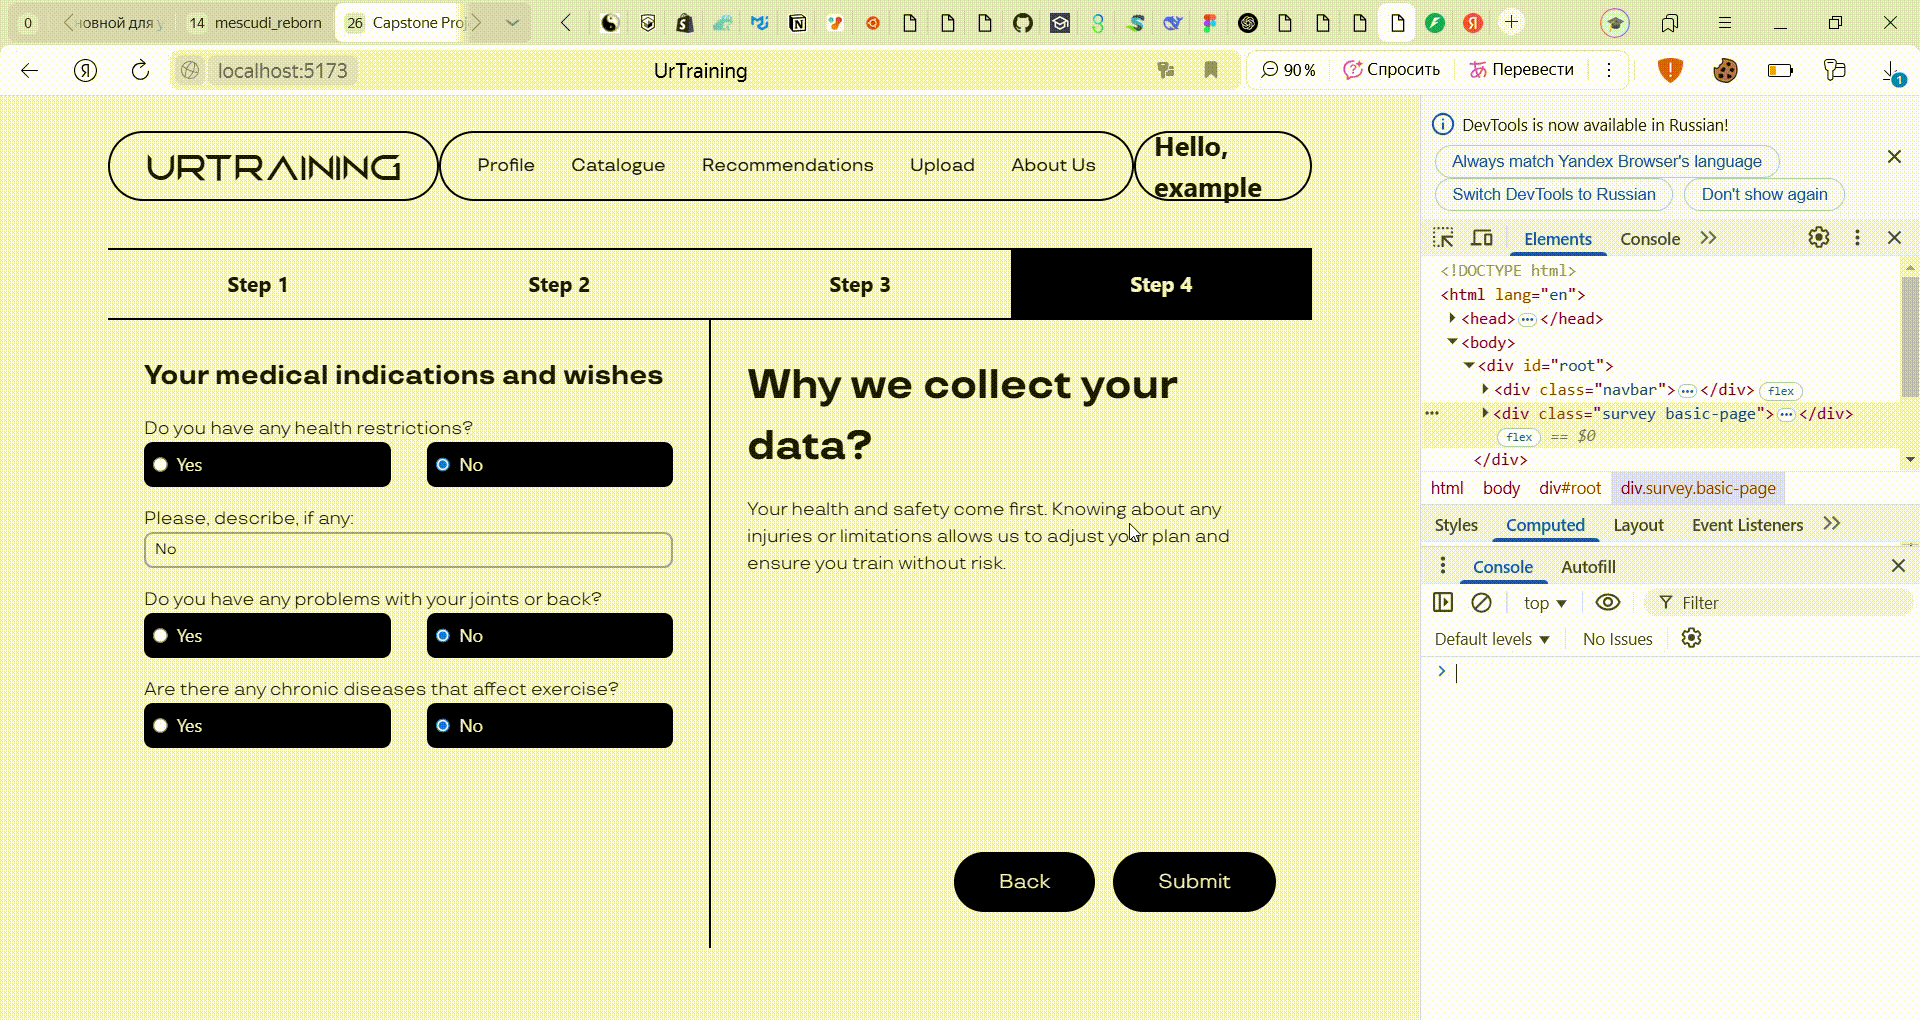 0 новной для у 14 mescudi_reborn 26 Capstone Proj
localhost:5173 UrTraining 90 % Спросить Перевести 1
URTRAINING Profile Catalogue Recommendations Upload About Us Hello, example
Step 1 Step 2 Step 3 Step 4
Your medical indications and wishes
Do you have any health restrictions?
Yes No
Please, describe, if any:
No
Do you have any problems with your joints or back?
Yes No
Are there any chronic diseases that affect exercise?
Yes No
Why we collect your
data?
Your health and safety come first. Knowing about any
injuries or limitations allows us to adjust your plan and
ensure you train without risk.
Back Submit
DevTools is now available in Russian!
Always match Yandex Browser's language
Switch DevTools to Russian Don't show again
Elements Console
<!DOCTYPE html>
<html lang="en">
<head> </head>
<body>
<div id="root">
<div class="navbar"> </div> flex
<div class="survey basic-page"> </div>
flex == $0
</div>
html body div#root div.survey.basic-page
Styles Computed Layout Event Listeners
Console Autofill
top Filter
Default levels No Issues